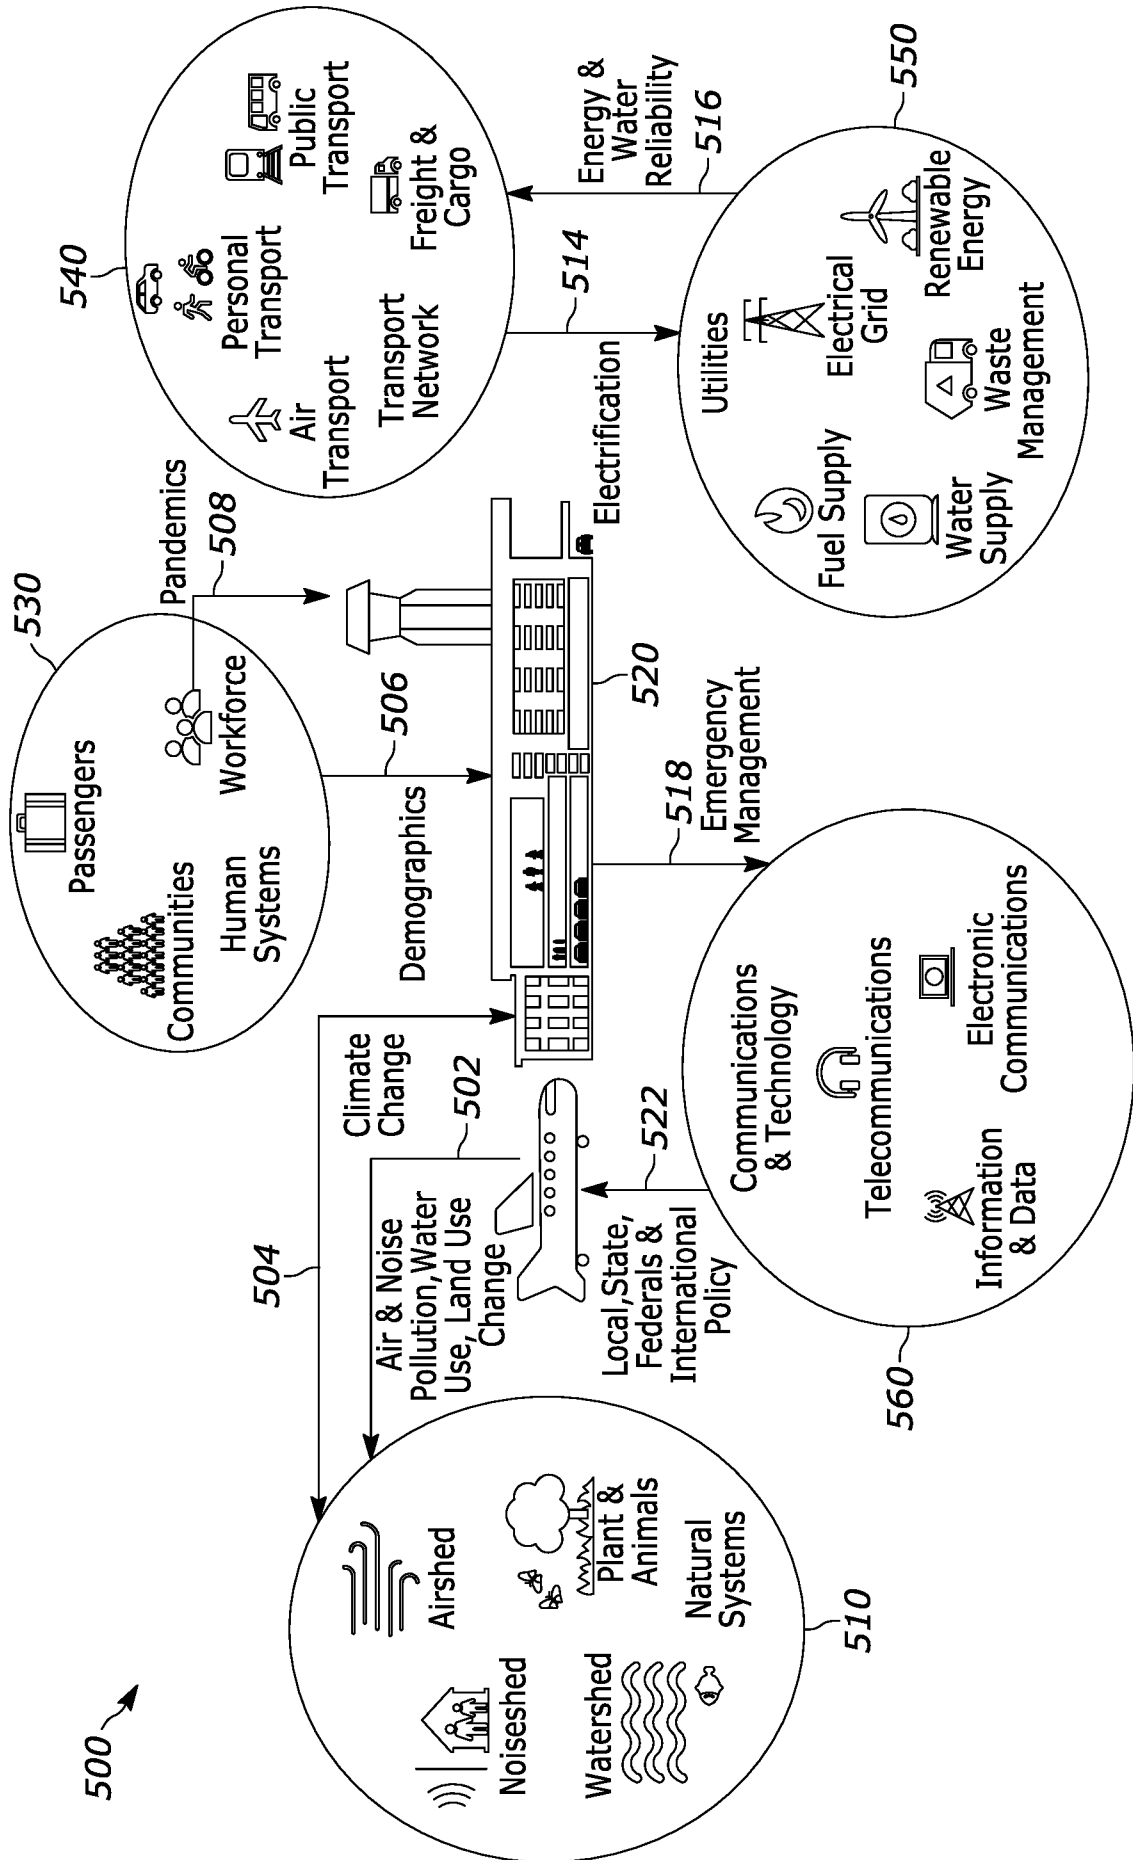 500
504
530
540
Passengers
Communities
Workforce
Human
Systems
Pandemics
508
506
Demographics
Personal
Transport
Public
Transport
Air
Transport
Freight &
Cargo
Transport
Network
Climate
Change
502
Air & Noise
Pollution,Water
Use, Land Use
Change
Airshed
Noiseshed
Plant &
Animals
Watershed
Natural
Systems
510
520
Electrification
514
Energy &
Water
Reliability
516
Local,State,
Federals &
International
Policy
522
518
Emergency
Management
Communications
& Technology
Telecommunications
Information
& Data
Electronic
Communications
560
Utilities
Fuel Supply
Electrical
Grid
Renewable
Energy
Water
Supply
Waste
Management
550